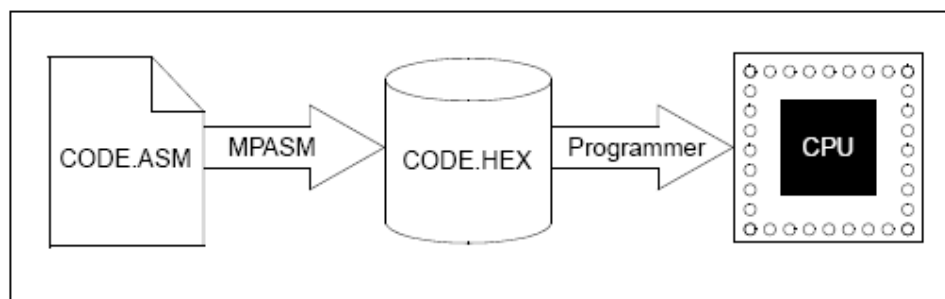 CODE.ASM
MPASM
CODE.HEX
Programmer
CPU